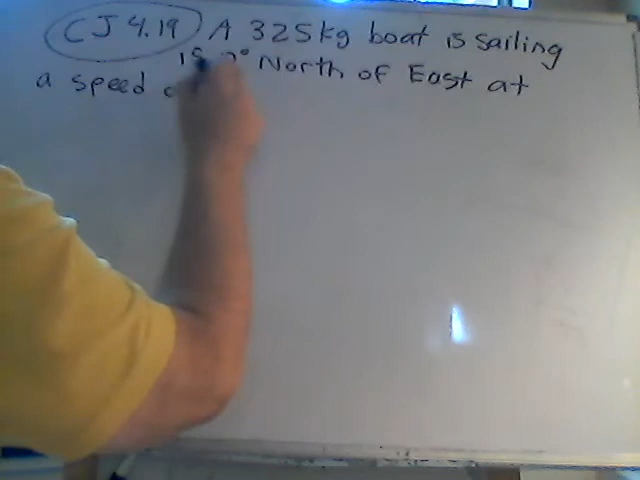 CJ 4.19 A 325kg boat is sailing
North of East at
a speed